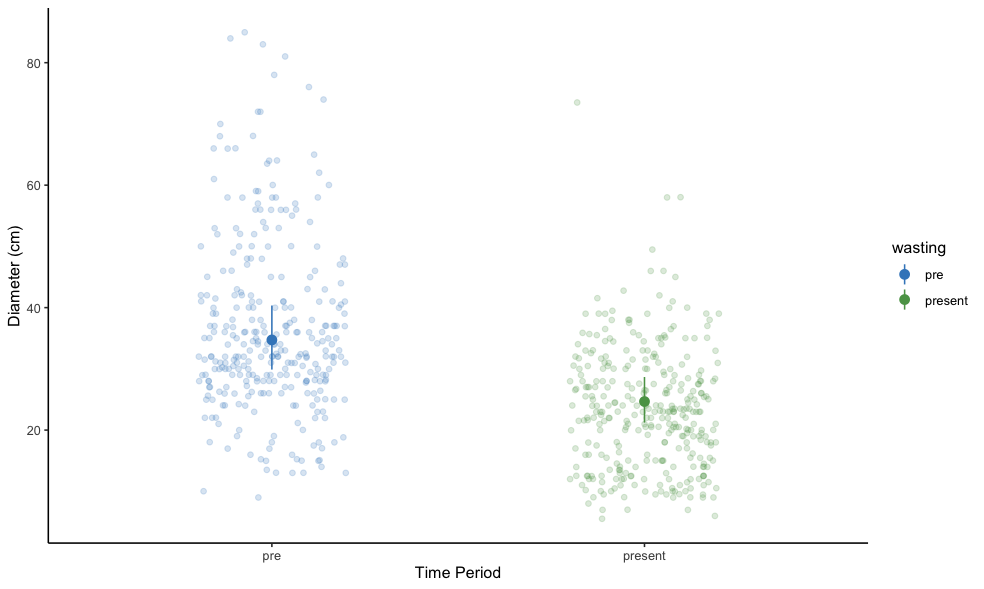 Diameter (cm)
80
60
40
20
pre
present
Time Period
wasting
pre
present